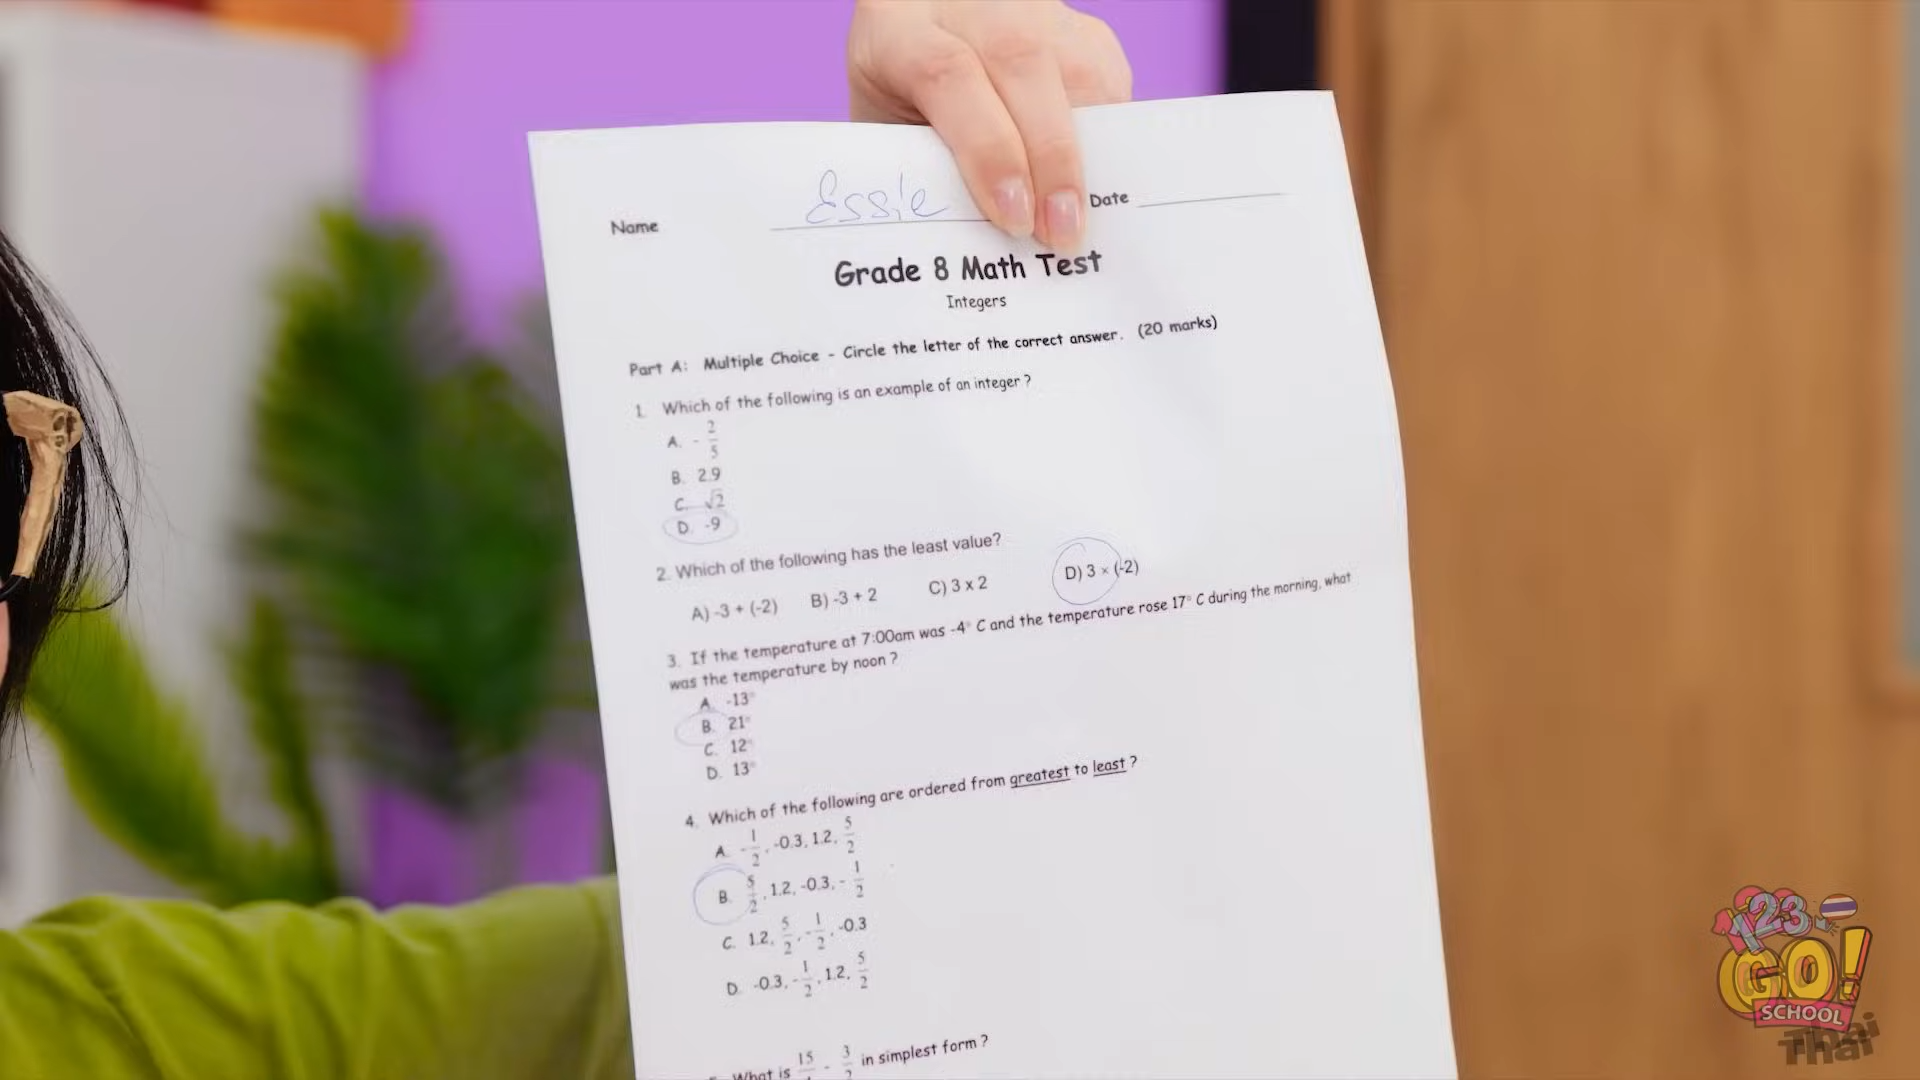 Name Essie Date
Grade 8 Math Test
Integers
Part A: Multiple Choice - Circle the letter of the correct answer. (20 marks)
1. Which of the following is an example of an integer ?
A. - 2/5
B. 2.9
C. √2
D. -9
2. Which of the following has the least value?
A) -3 + (-2) B) -3 + 2 C) 3 x 2 D) 3 × (-2)
3. If the temperature at 7:00am was -4° C and the temperature rose 17° C during the morning, what
was the temperature by noon ?
A. -13°
B. 21°
C. 12°
D. 13°
4. Which of the following are ordered from greatest to least ?
A. - 1/2, -0.3, 1.2, 5/2
B. 5/2, 1.2, -0.3, - 1/2
C. 1.2, 5/2, - 1/2, -0.3
D. -0.3, - 1/2, 1.2, 5/2
What is 15/ - 3/2 in simplest form ?
123
GO!
SCHOOL
Thai